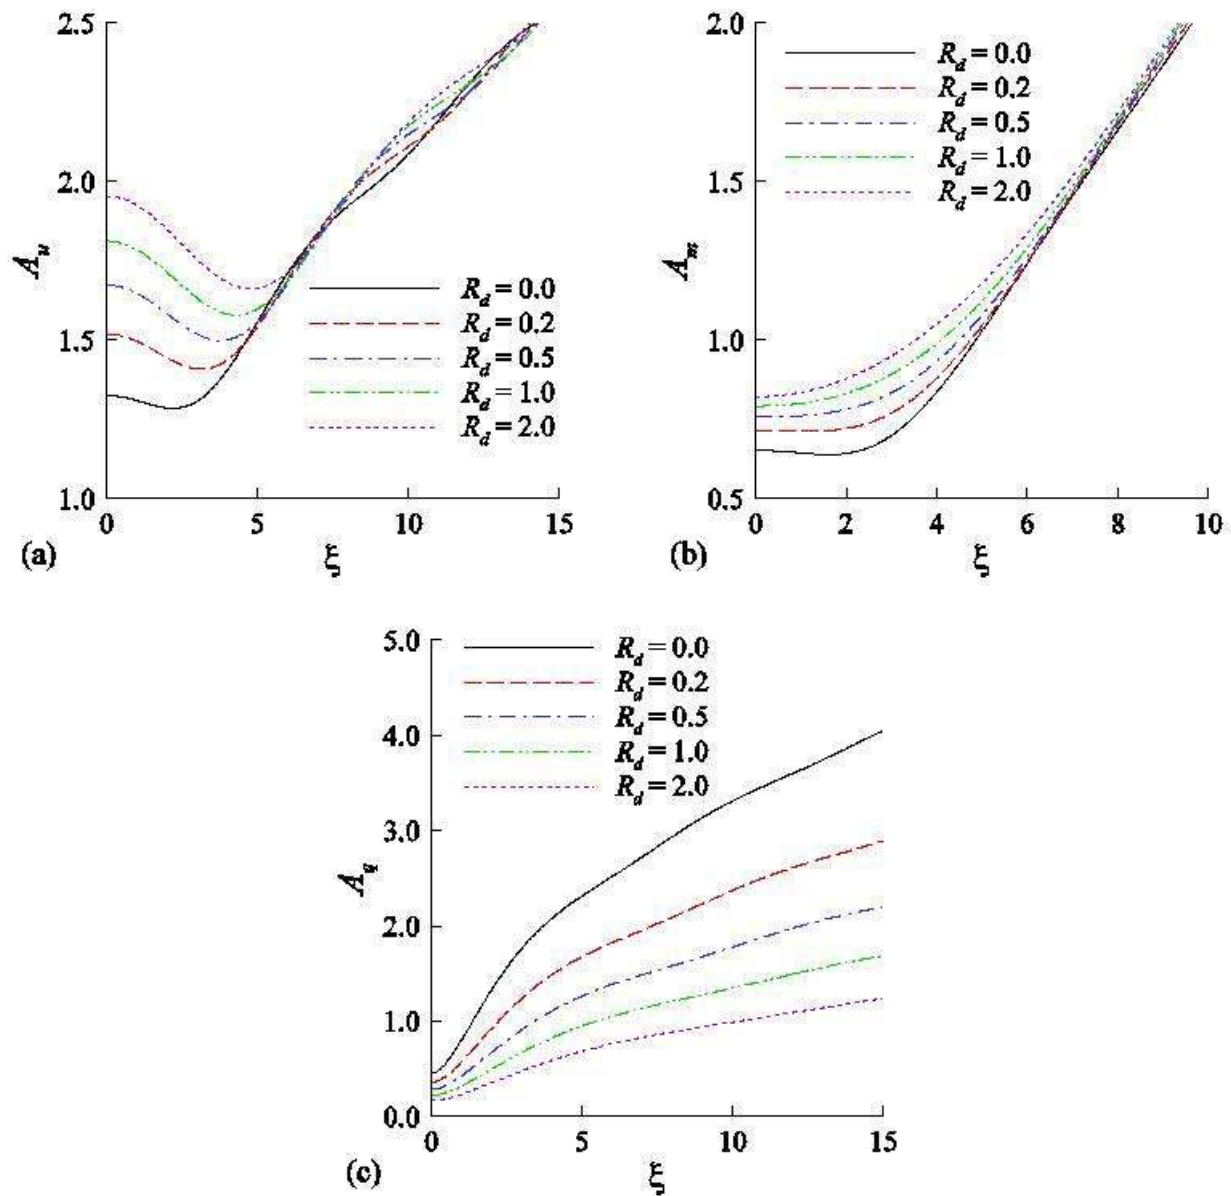 2.5
2.0
1.5
1.0
A_u
R_d = 0.0
R_d = 0.2
R_d = 0.5
R_d = 1.0
R_d = 2.0
0 5 10 15
(a) ξ
2.0
1.5
1.0
0.5
A_m
R_d = 0.0
R_d = 0.2
R_d = 0.5
R_d = 1.0
R_d = 2.0
0 2 4 6 8 10
(b) ξ
5.0
4.0
3.0
2.0
1.0
0.0
A_q
R_d = 0.0
R_d = 0.2
R_d = 0.5
R_d = 1.0
R_d = 2.0
0 5 10 15
(c) ξ